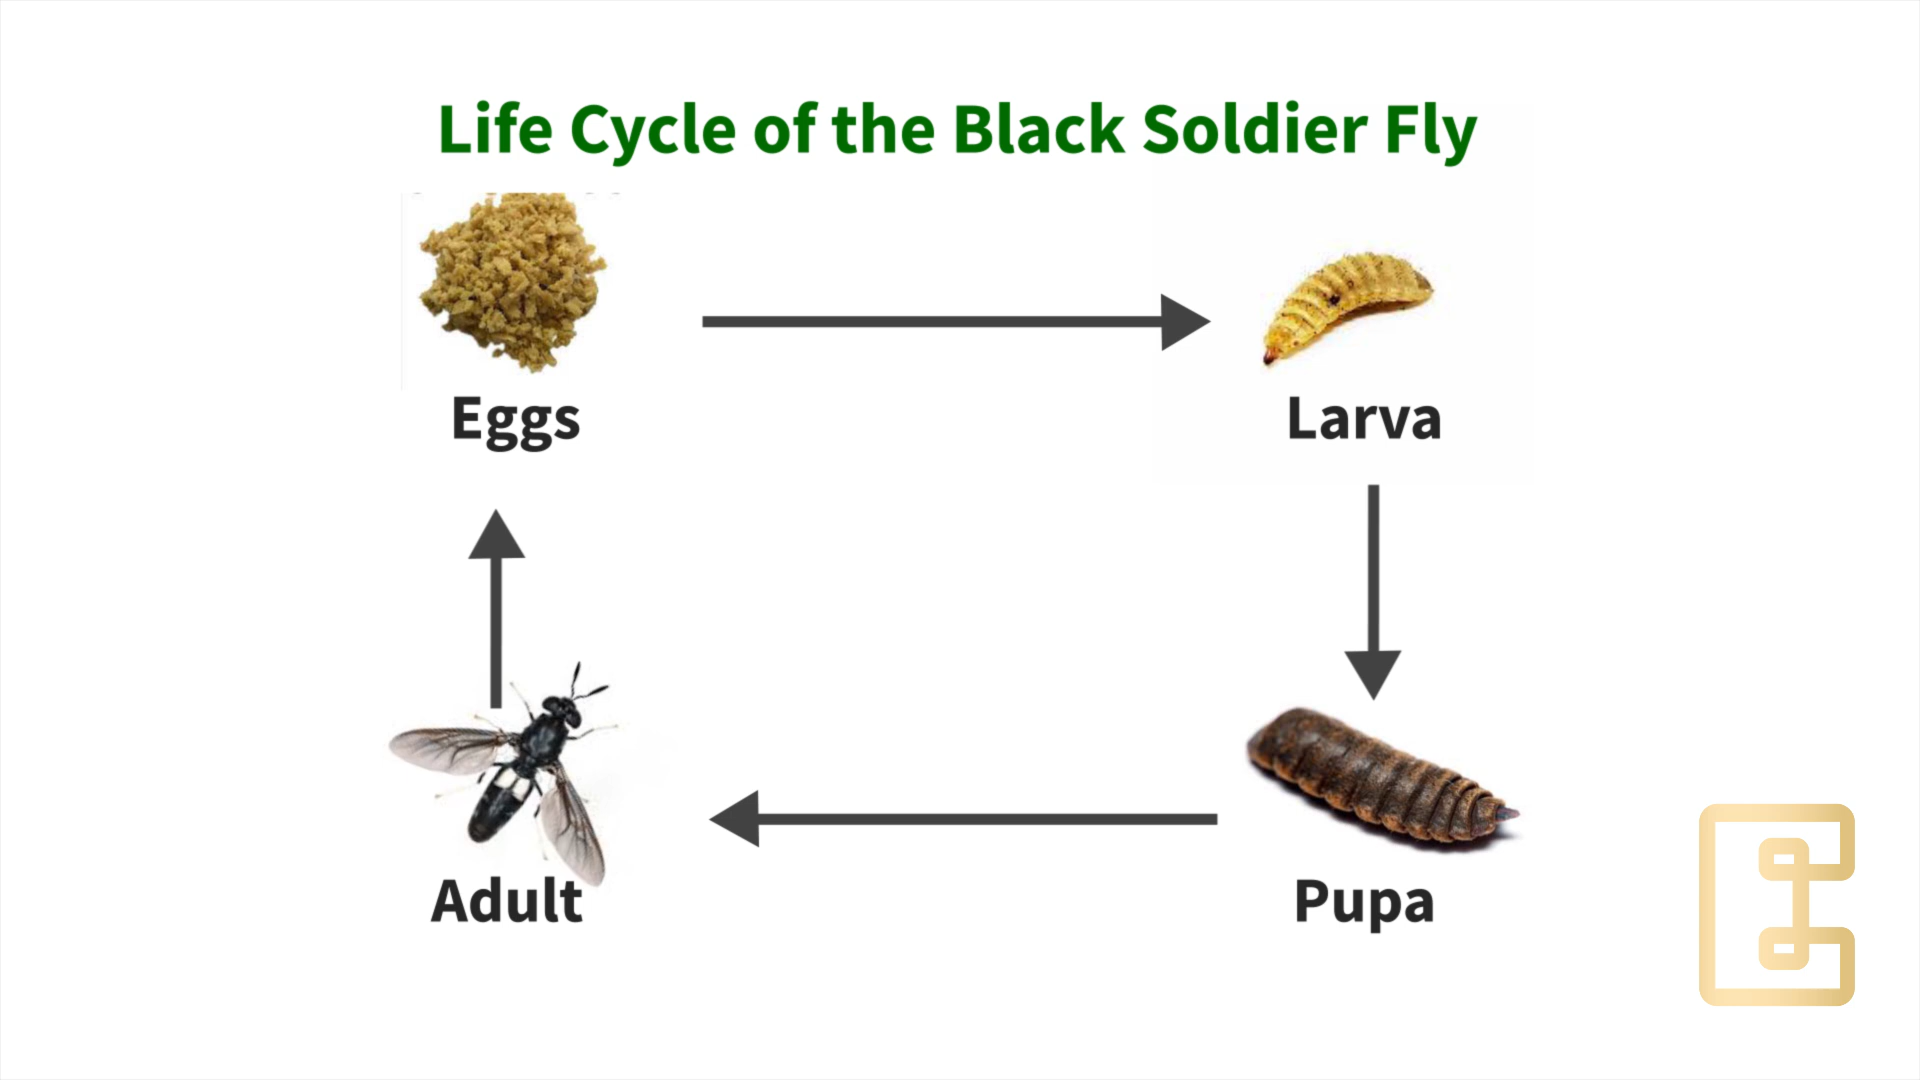 Life Cycle of the Black Soldier Fly
Eggs
Larva
Adult
Pupa